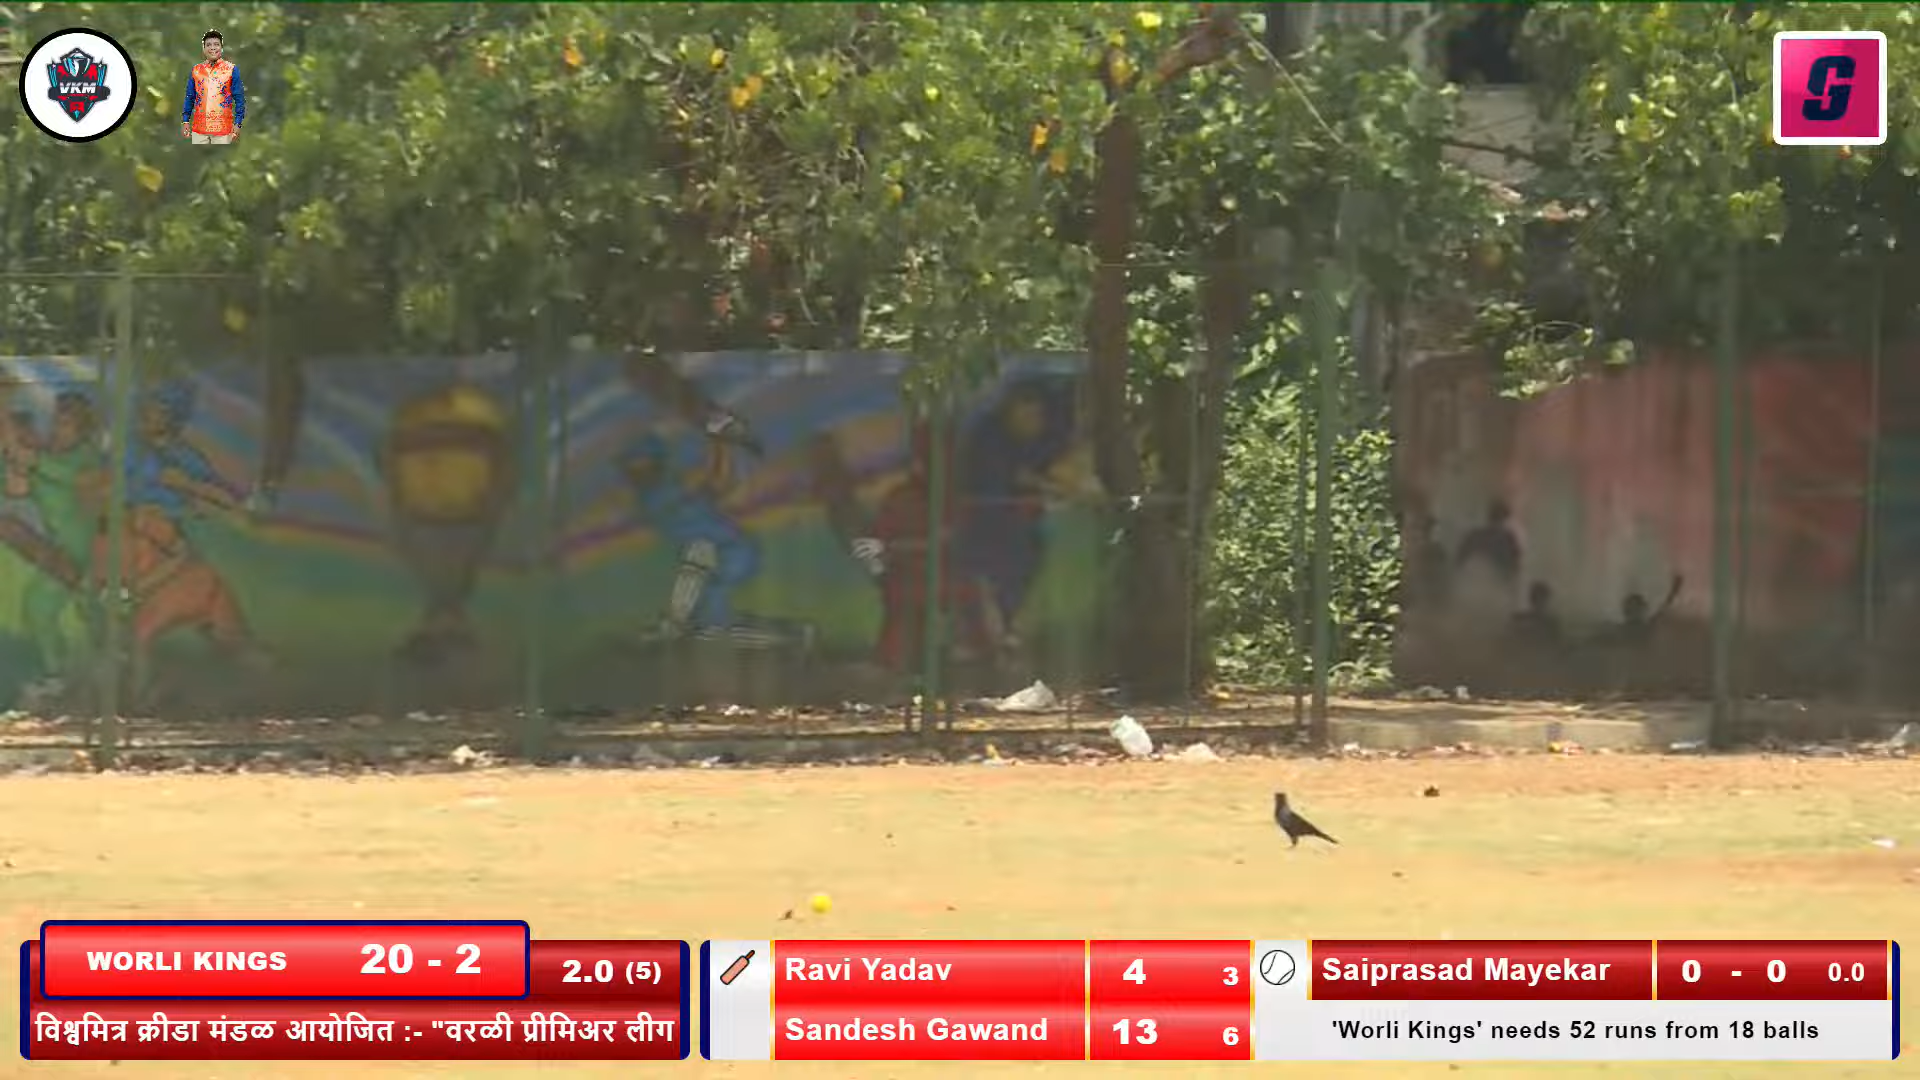 VKM
WORLI KINGS 20 - 2 2.0 (5)
विश्वमित्र क्रीडा मंडळ आयोजित :- "वरळी प्रीमिअर लीग
Ravi Yadav 4 3
Sandesh Gawand 13 6
Saiprasad Mayekar 0 - 0 0.0
'Worli Kings' needs 52 runs from 18 balls